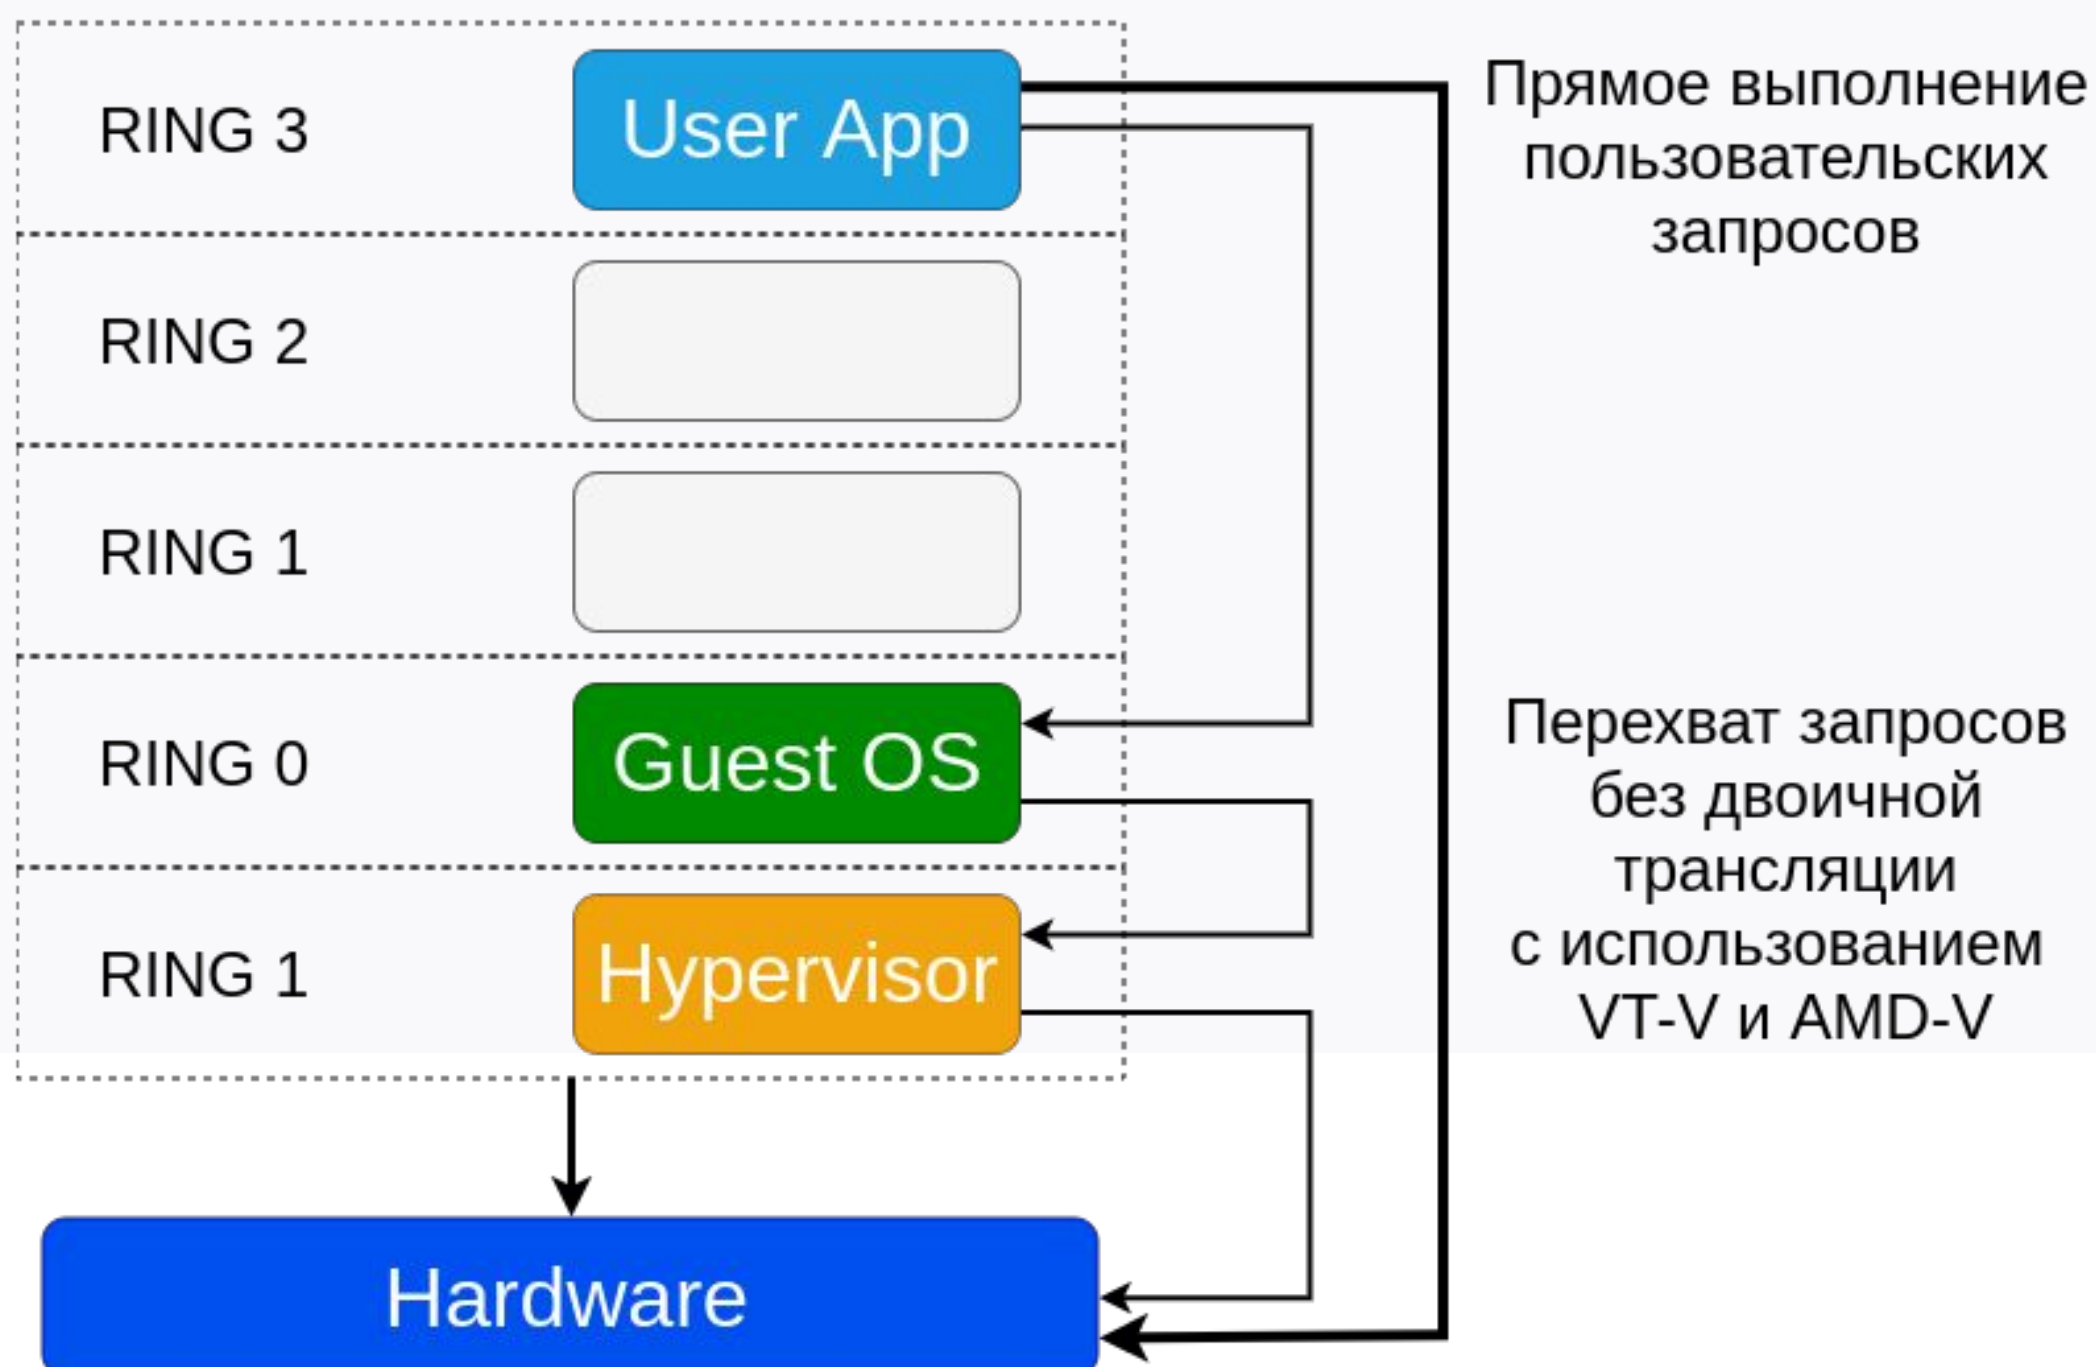 RING 3
User App
Прямое выполнение
пользовательских
запросов
RING 2
RING 1
RING 0
Guest OS
Перехват запросов
без двоичной
трансляции
с использованием
VT-V и AMD-V
RING 1
Hypervisor
Hardware